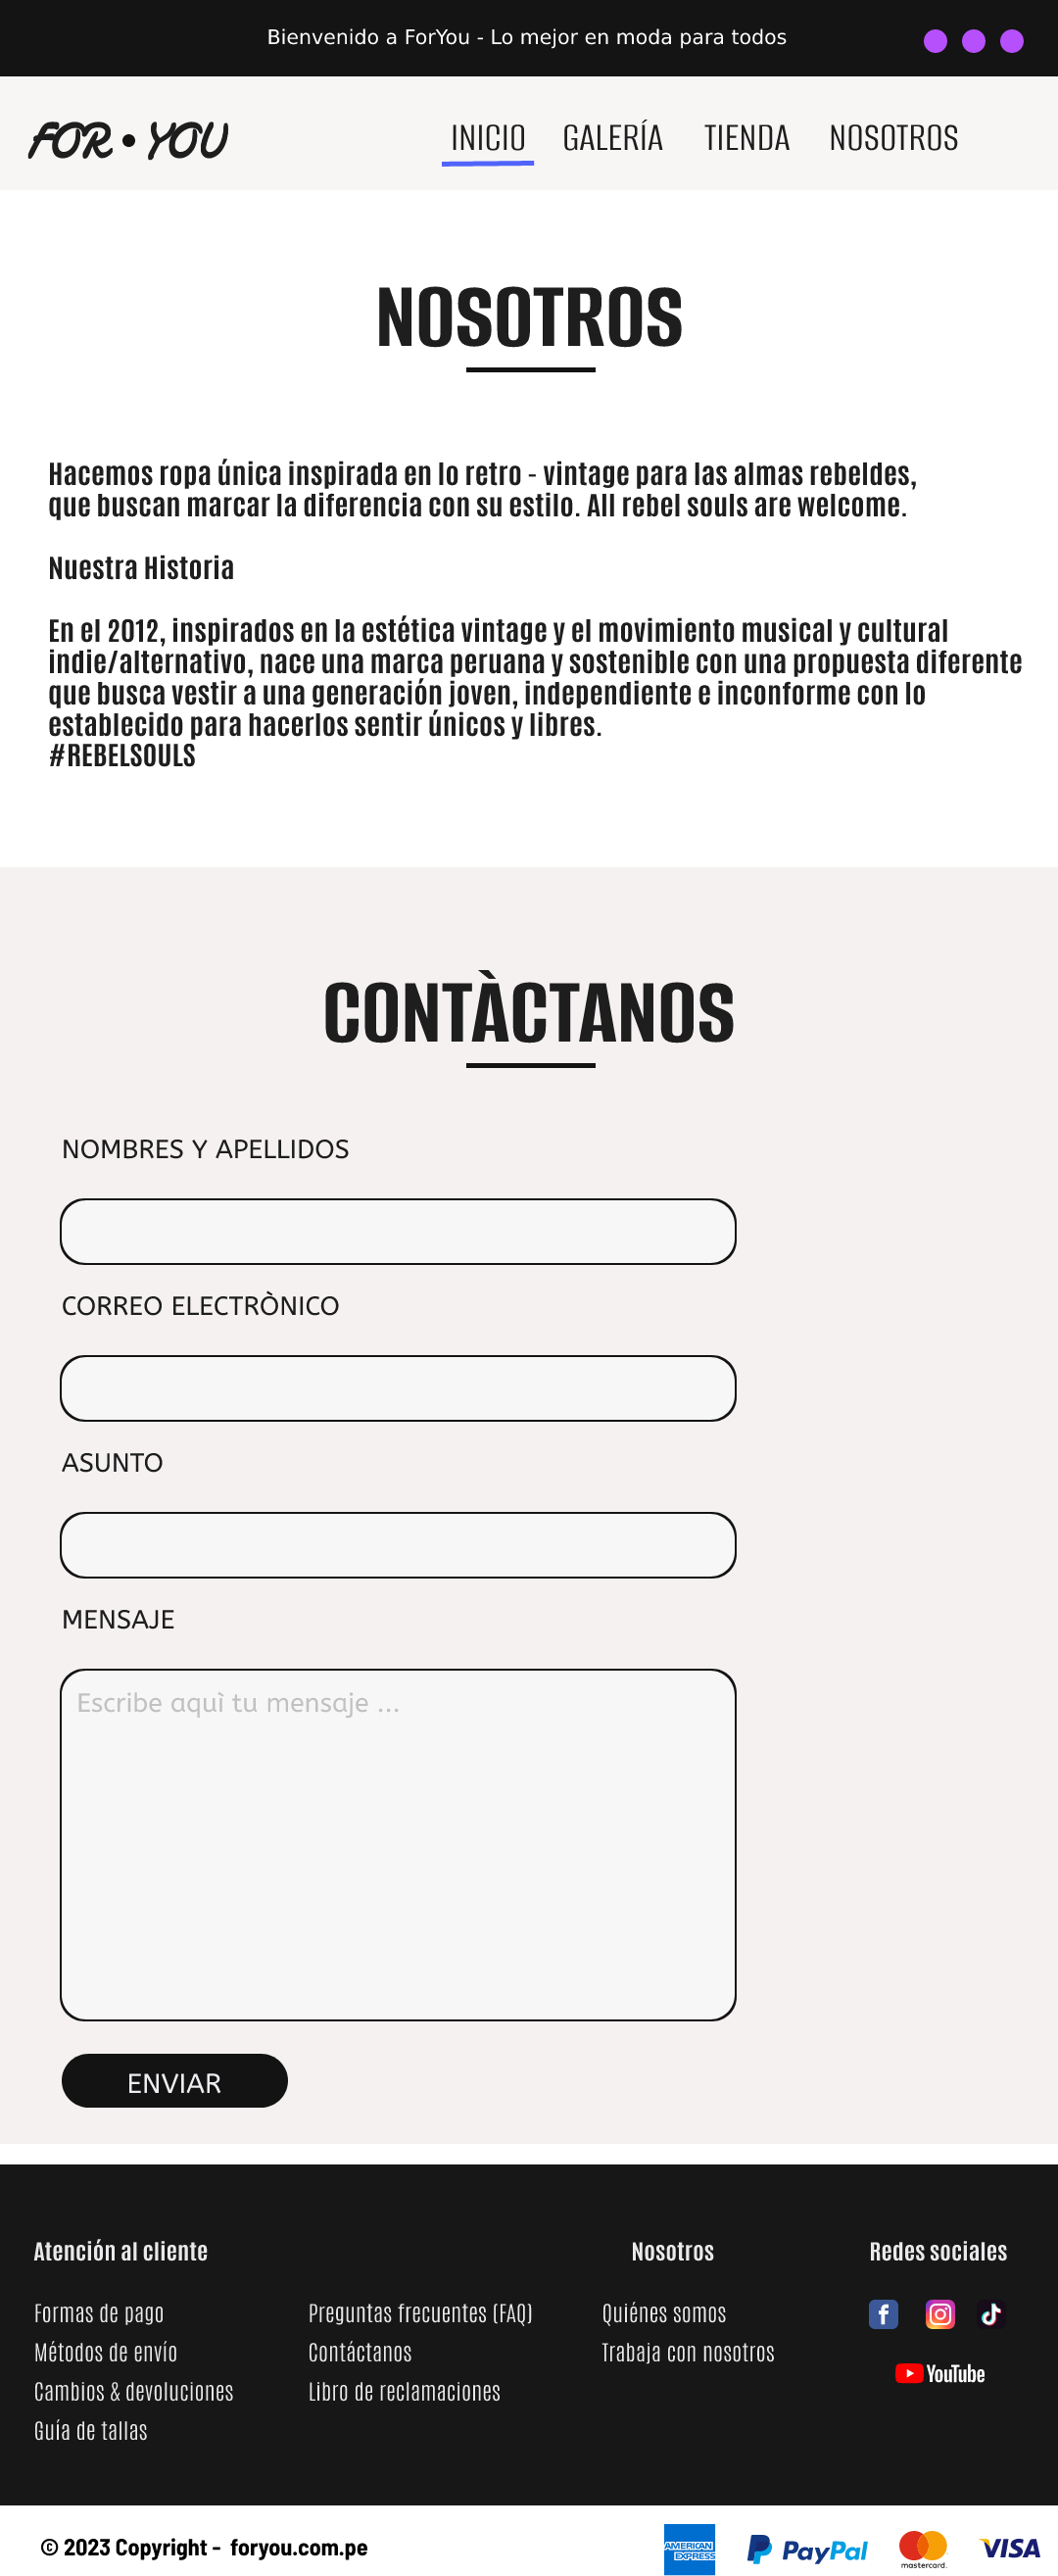 Bienvenido a ForYou - Lo mejor en moda para todos
FOR • YOU
INICIO GALERÍA TIENDA NOSOTROS
NOSOTROS
Hacemos ropa única inspirada en lo retro - vintage para las almas rebeldes,
que buscan marcar la diferencia con su estilo. All rebel souls are welcome.
Nuestra Historia
En el 2012, inspirados en la estética vintage y el movimiento musical y cultural
indie/alternativo, nace una marca peruana y sostenible con una propuesta diferente
que busca vestir a una generación joven, independiente e inconforme con lo
establecido para hacerlos sentir únicos y libres.
#REBELSOULS
CONTÀCTANOS
NOMBRES Y APELLIDOS
CORREO ELECTRÒNICO
ASUNTO
MENSAJE
Escribe aquì tu mensaje ...
ENVIAR
Atención al cliente
Formas de pago
Métodos de envío
Cambios & devoluciones
Guía de tallas
Preguntas frecuentes (FAQ)
Contáctanos
Libro de reclamaciones
Nosotros
Quiénes somos
Trabaja con nosotros
Redes sociales
YouTube
© 2023 Copyright - foryou.com.pe
AMERICAN
EXPRESS
PayPal
mastercard.
VISA